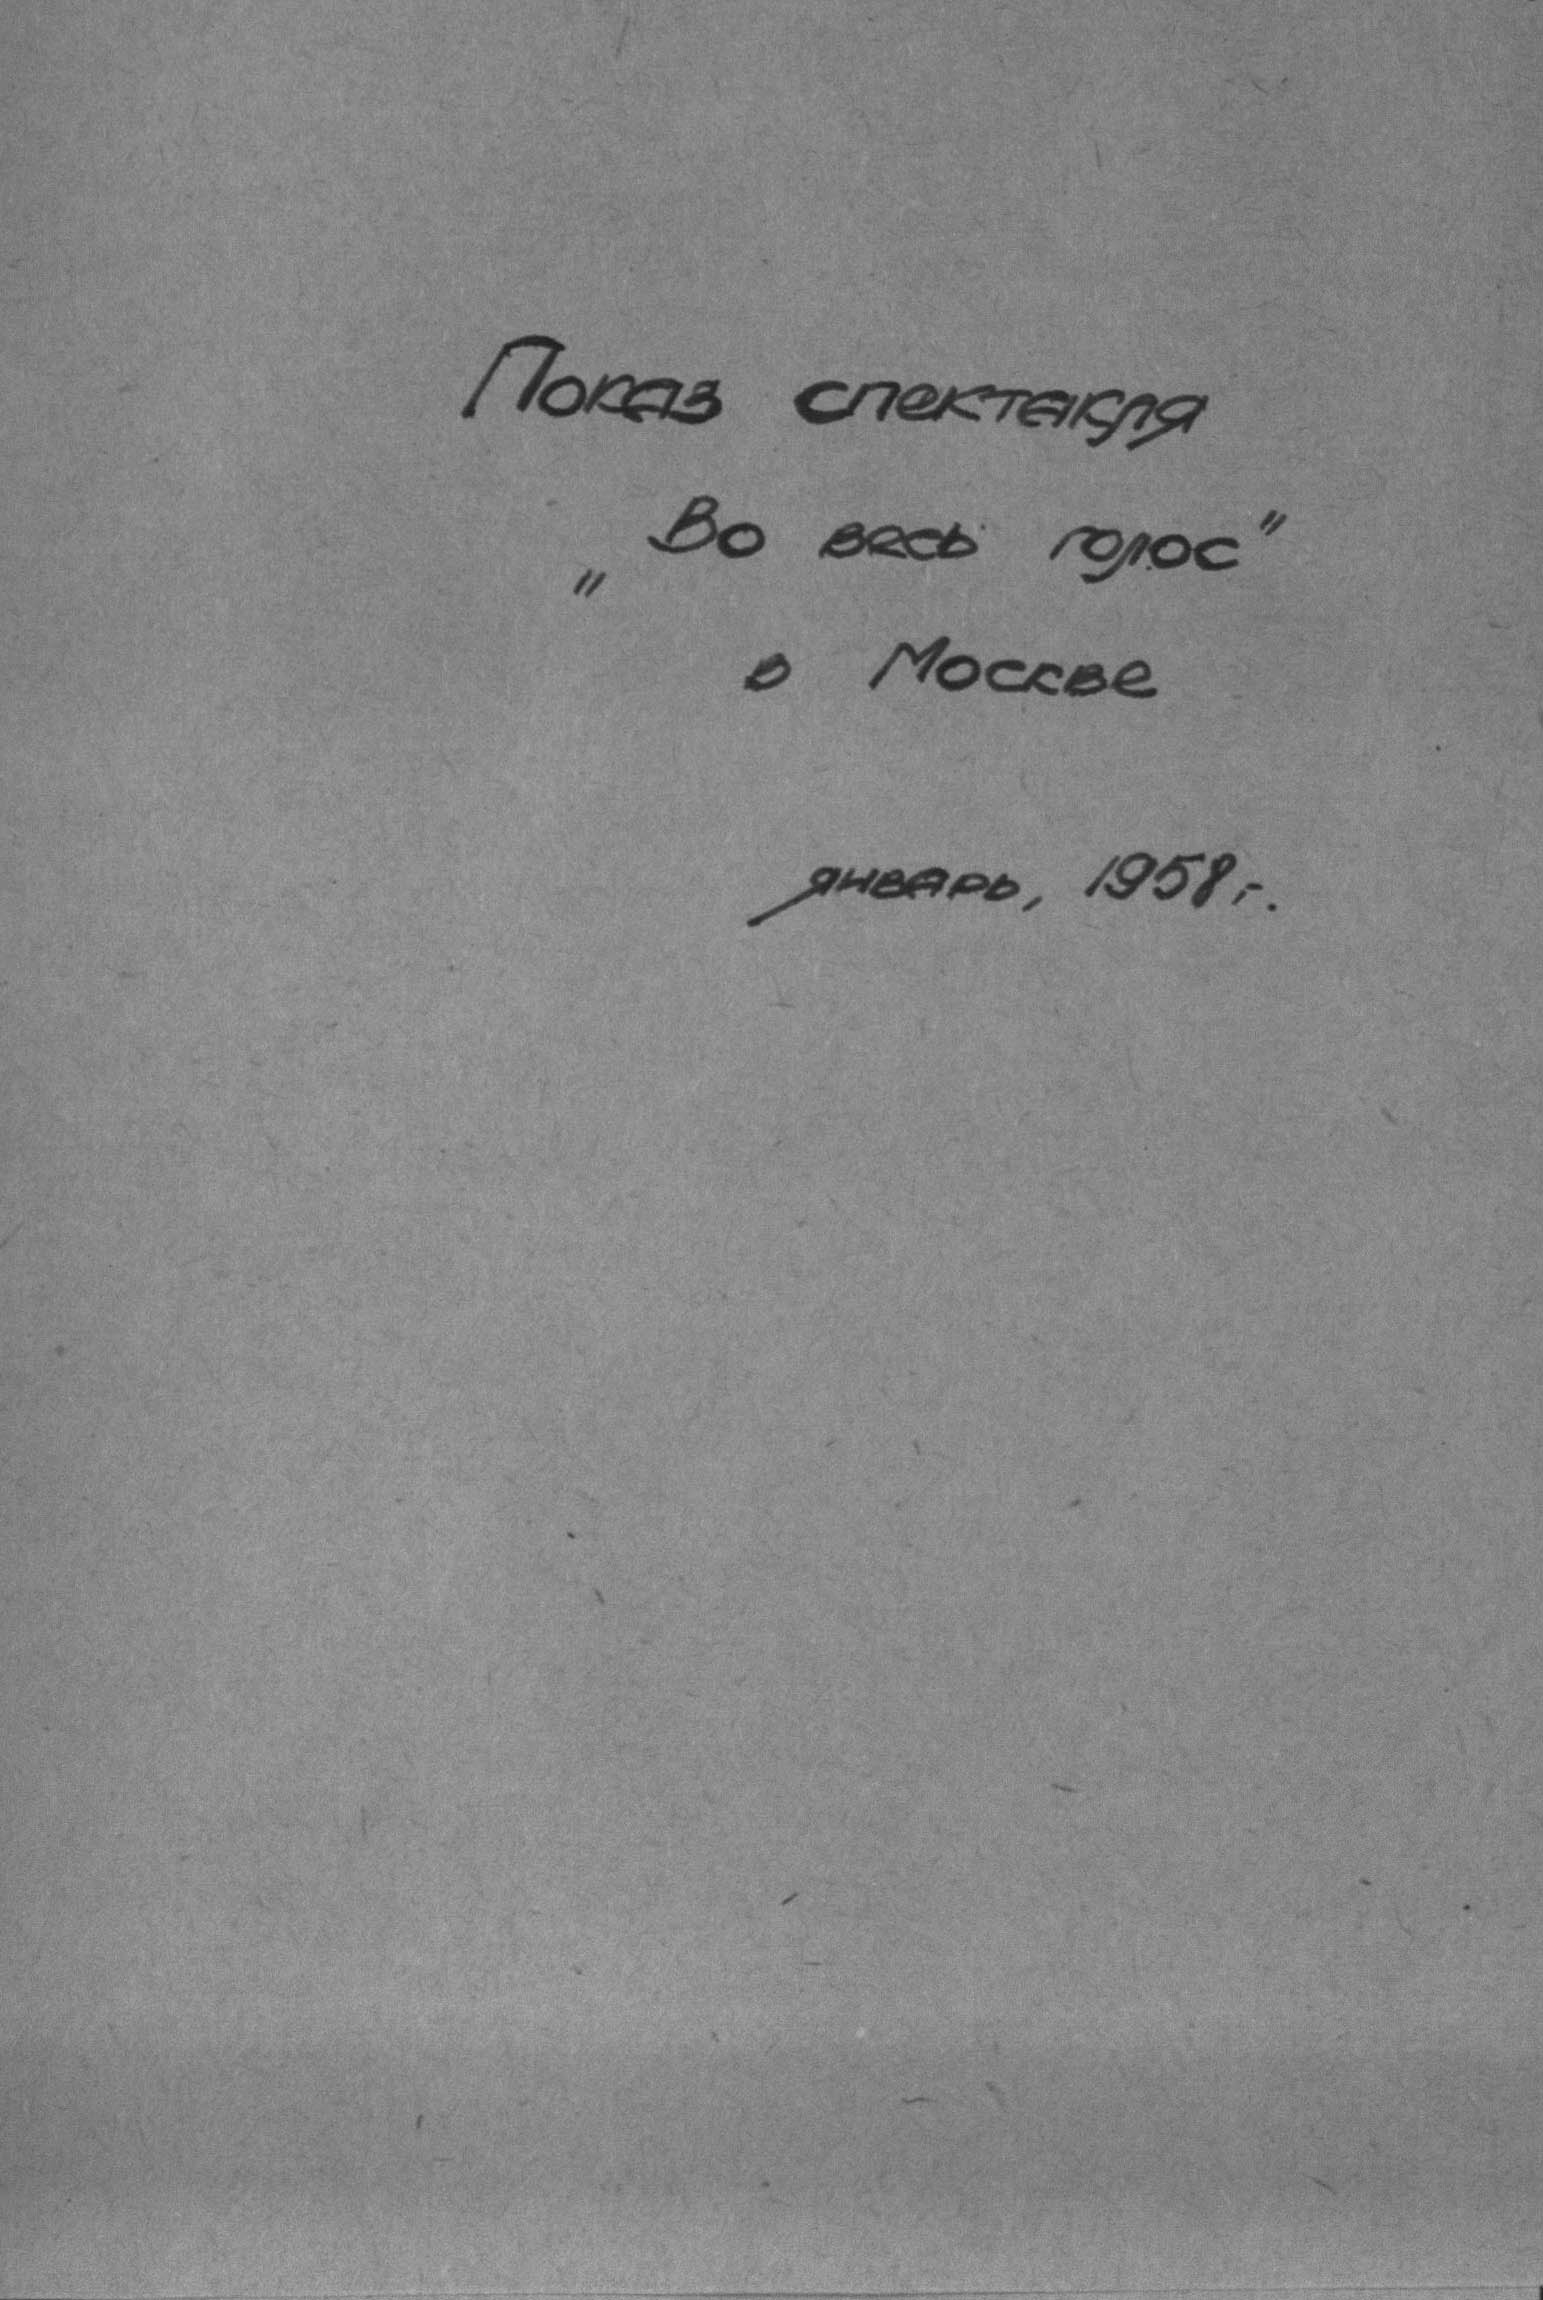 Показ спектакля
„Во весь голос"
в Москве
январь, 1958 г.